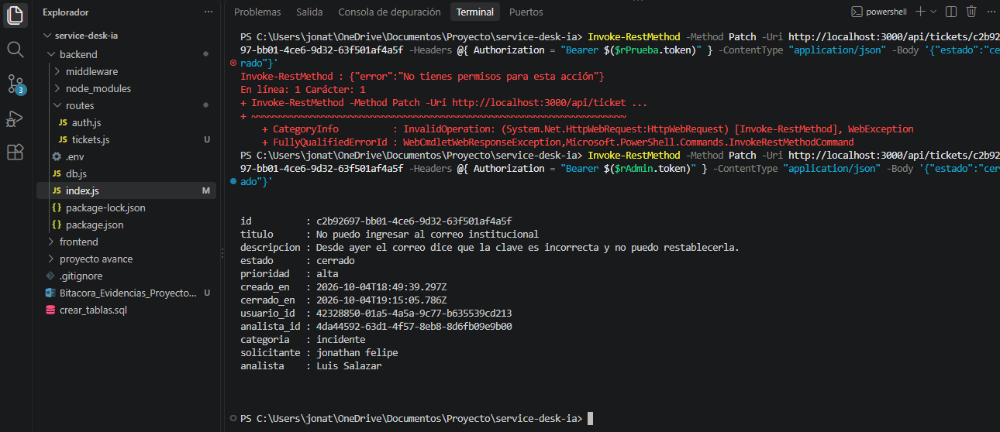 Explorador
···
service-desk-ia
backend
middleware
node_modules
routes
JS auth.js
JS tickets.js U
.env
JS db.js
JS index.js M
{} package-lock.json
{} package.json
frontend
proyecto avance
.gitignore
Bitacora_Evidencias_Proyecto... U
crear_tablas.sql
3
Problemas Salida Consola de depuración Terminal Puertos
powershell
PS C:\Users\jonat\OneDrive\Documentos\Proyecto\service-desk-ia> Invoke-RestMethod -Method Patch -Uri http://localhost:3000/api/tickets/c2b926
97-bb01-4ce6-9d32-63f501af4a5f -Headers @{ Authorization = "Bearer $($rPrueba.token)" } -ContentType "application/json" -Body '{"estado":"cer
rado"}'
Invoke-RestMethod : {"error":"No tienes permisos para esta acción"}
En línea: 1 Carácter: 1
+ Invoke-RestMethod -Method Patch -Uri http://localhost:3000/api/ticket ...
+ ~~~~~~~~~~~~~~~~~~~~~~~~~~~~~~~~~~~~~~~~~~~~~~~~~~~~~~~~~~~~~~~~~~~~~
+ CategoryInfo : InvalidOperation: (System.Net.HttpWebRequest:HttpWebRequest) [Invoke-RestMethod], WebException
+ FullyQualifiedErrorId : WebCmdletWebResponseException,Microsoft.PowerShell.Commands.InvokeRestMethodCommand
PS C:\Users\jonat\OneDrive\Documentos\Proyecto\service-desk-ia> Invoke-RestMethod -Method Patch -Uri http://localhost:3000/api/tickets/c2b926
97-bb01-4ce6-9d32-63f501af4a5f -Headers @{ Authorization = "Bearer $($rAdmin.token)" } -ContentType "application/json" -Body '{"estado":"cerr
ado"}'
id : c2b92697-bb01-4ce6-9d32-63f501af4a5f
titulo : No puedo ingresar al correo institucional
descripcion : Desde ayer el correo dice que la clave es incorrecta y no puedo restablecerla.
estado : cerrado
prioridad : alta
creado_en : 2026-10-04T18:49:39.297Z
cerrado_en : 2026-10-04T19:15:05.786Z
usuario_id : 42328850-01a5-4a5a-9c77-b635539cd213
analista_id : 4da44592-63d1-4f57-8eb8-8d6fb09e9b00
categoria : incidente
solicitante : jonathan felipe
analista : Luis Salazar
PS C:\Users\jonat\OneDrive\Documentos\Proyecto\service-desk-ia>